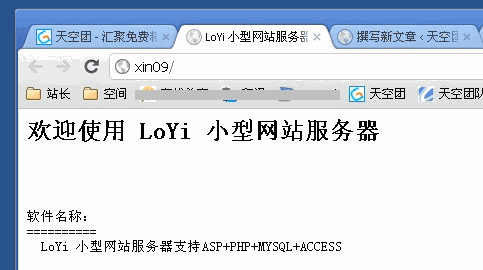 天空团 - 汇聚免费
LoYi 小型网站服务器
撰写新文章 ‹ 天空
xin09/
站长
空间
天空团
天空团
欢迎使用 LoYi 小型网站服务器
软件名称：
==========
LoYi 小型网站服务器支持ASP+PHP+MYSQL+ACCESS